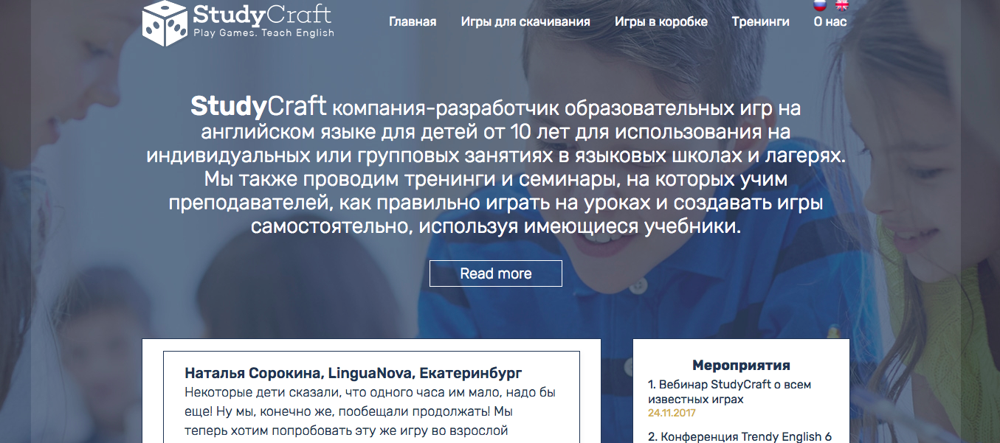 StudyCraft
Play Games. Teach English
Главная
Игры для скачивания
Игры в коробке
Тренинги
О нас
StudyCraft компания-разработчик образовательных игр на
английском языке для детей от 10 лет для использования на
индивидуальных или групповых занятиях в языковых школах и лагерях.
Мы также проводим тренинги и семинары, на которых учим
преподавателей, как правильно играть на уроках и создавать игры
самостоятельно, используя имеющиеся учебники.
Read more
Наталья Сорокина, LinguaNova, Екатеринбург
Некоторые дети сказали, что одного часа им мало, надо бы
еще! Ну мы, конечно же, пообещали продолжать! Мы
теперь хотим попробовать эту же игру во взрослой
Мероприятия
1. Вебинар StudyCraft о всем
известных играх
24.11.2017
2. Конференция Trendy English 6